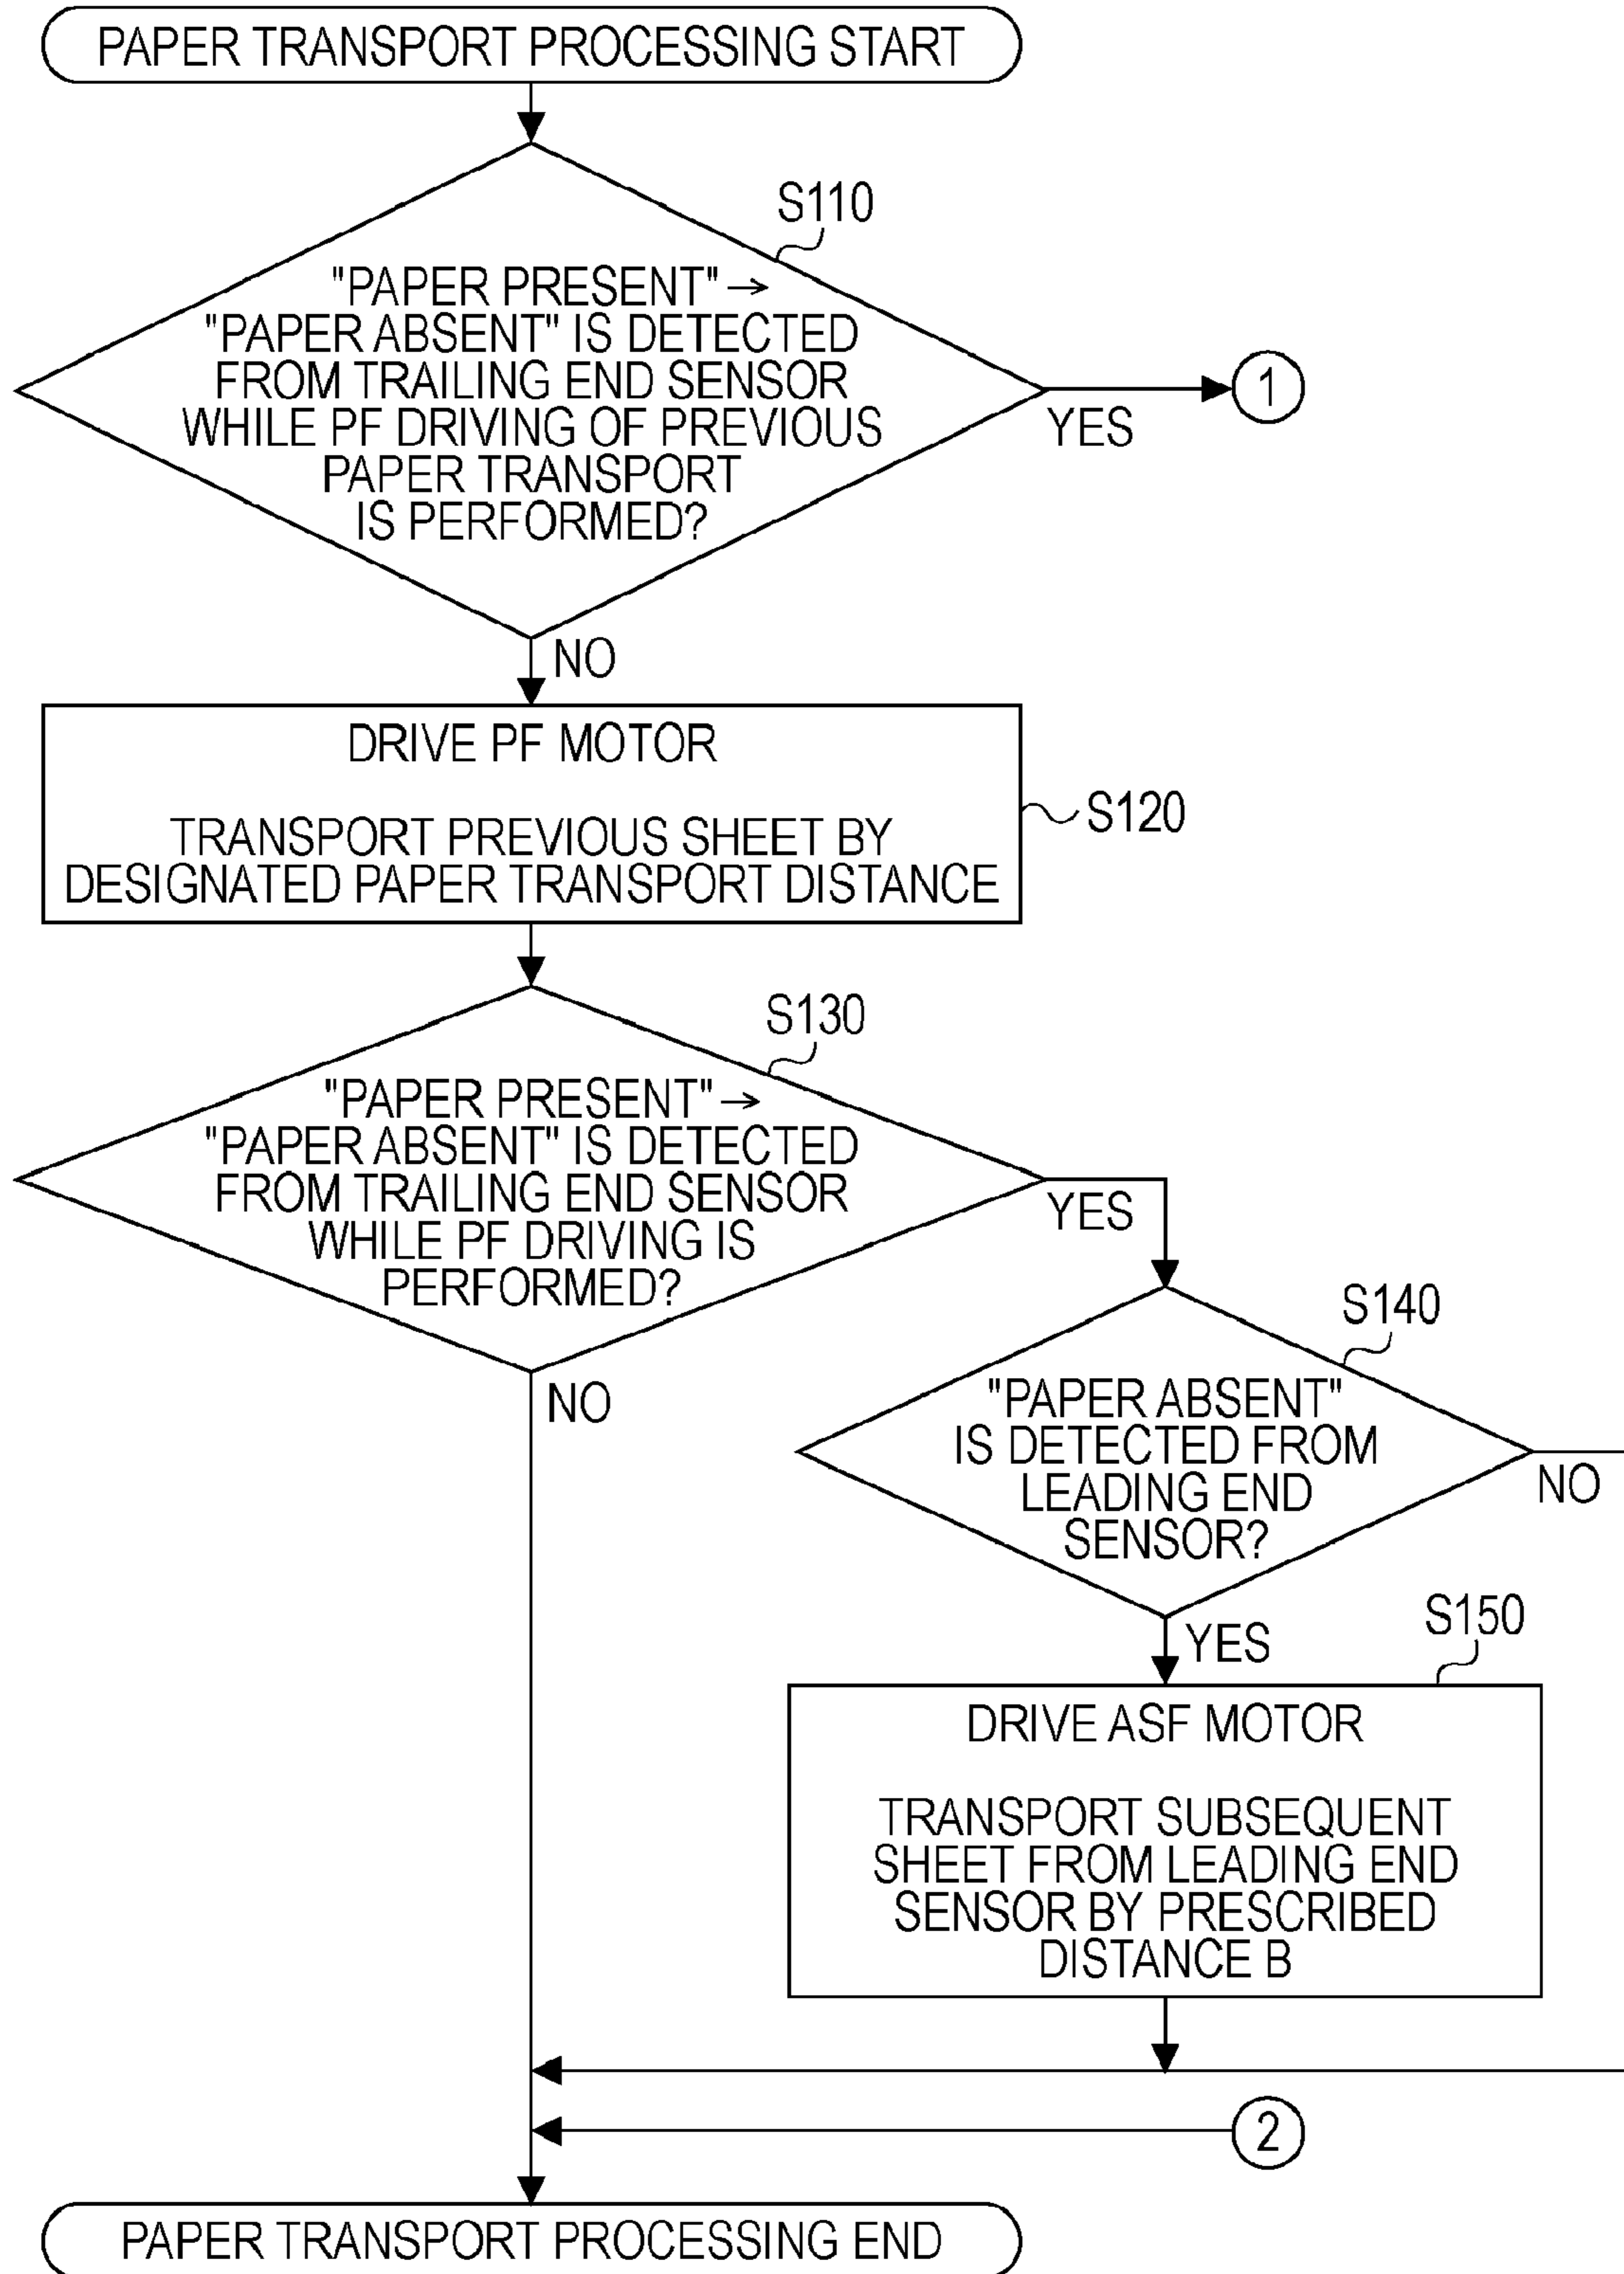 PAPER TRANSPORT PROCESSING START
S110
"PAPER PRESENT"→
"PAPER ABSENT" IS DETECTED
FROM TRAILING END SENSOR
WHILE PF DRIVING OF PREVIOUS
PAPER TRANSPORT
IS PERFORMED?
YES
1
NO
DRIVE PF MOTOR
TRANSPORT PREVIOUS SHEET BY
DESIGNATED PAPER TRANSPORT DISTANCE
S120
S130
"PAPER PRESENT"→
"PAPER ABSENT" IS DETECTED
FROM TRAILING END SENSOR
WHILE PF DRIVING IS
PERFORMED?
YES
NO
S140
"PAPER ABSENT"
IS DETECTED FROM
LEADING END
SENSOR?
NO
YES
S150
DRIVE ASF MOTOR
TRANSPORT SUBSEQUENT
SHEET FROM LEADING END
SENSOR BY PRESCRIBED
DISTANCE B
2
PAPER TRANSPORT PROCESSING END